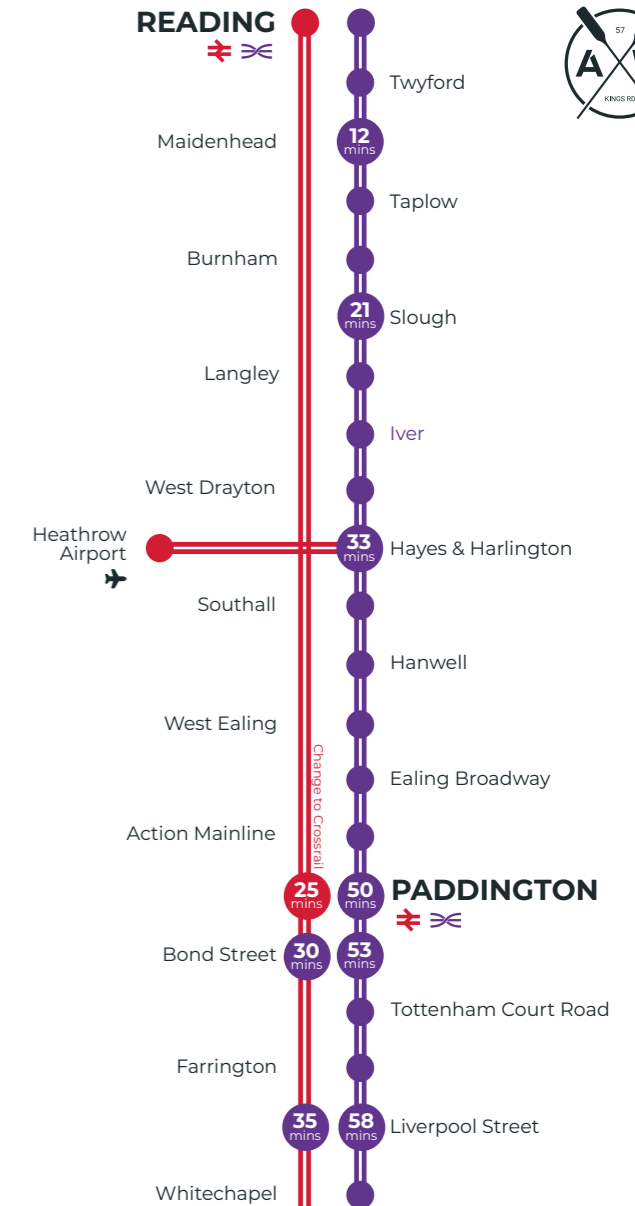 READING
Twyford
57
A
KINGS RD
Maidenhead
12
mins
Taplow
Burnham
21
mins
Slough
Langley
Iver
West Drayton
Heathrow
Airport
33
mins
Hayes & Harlington
Southall
Hanwell
West Ealing
Change to Crossrail
Ealing Broadway
Action Mainline
25
mins
50
mins
PADDINGTON
Bond Street
30
mins
53
mins
Tottenham Court Road
Farrington
35
mins
58
mins
Liverpool Street
Whitechapel